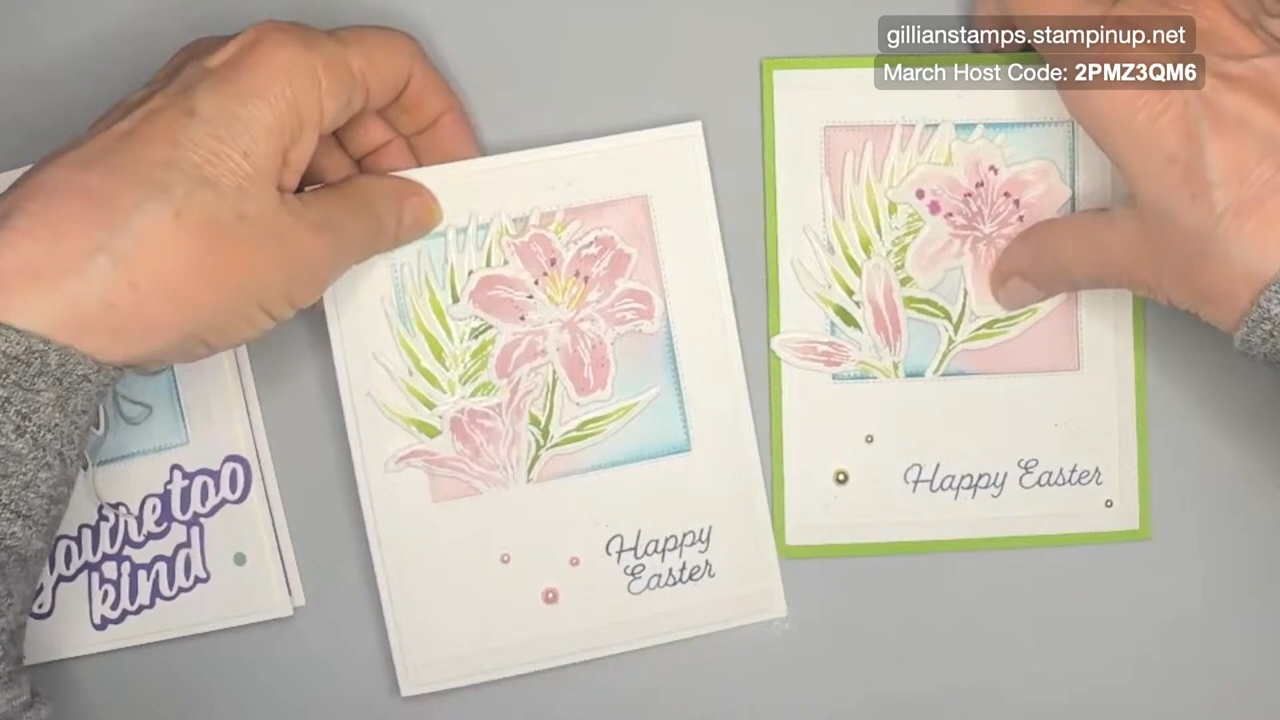 gillianstamps.stampinup.net
March Host Code: 2PMZ3QM6
Happy Easter
Happy
Easter
you're too
kind